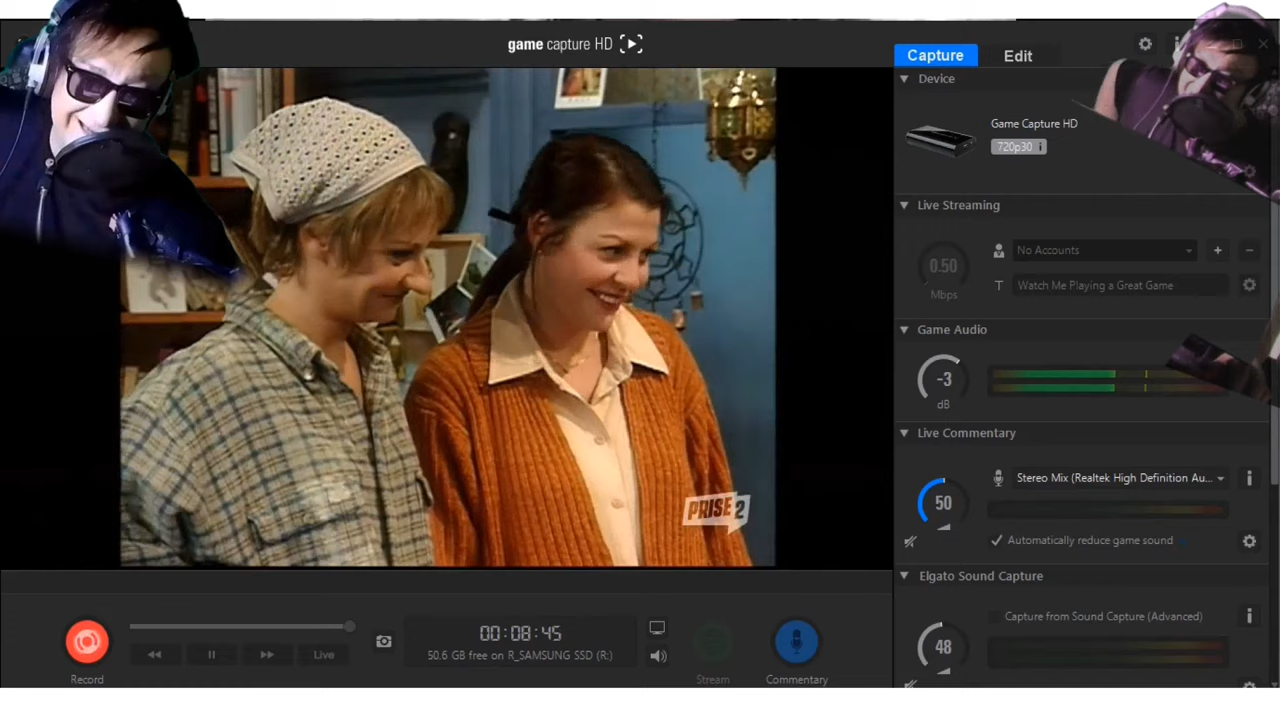 game capture HD
Capture
Edit
Device
Game Capture HD
720p30 i
Live Streaming
No Accounts
0.50
Mbps
T
Watch Me Playing a Great Game
Game Audio
-3
dB
Live Commentary
Stereo Mix (Realtek High Definition Au...
50
Automatically reduce game sound
Elgato Sound Capture
Capture from Sound Capture (Advanced)
48
PRISE 2
Live
00:08:45
50.6 GB free on R_SAMSUNG SSD (R:)
Record
Stream
Commentary